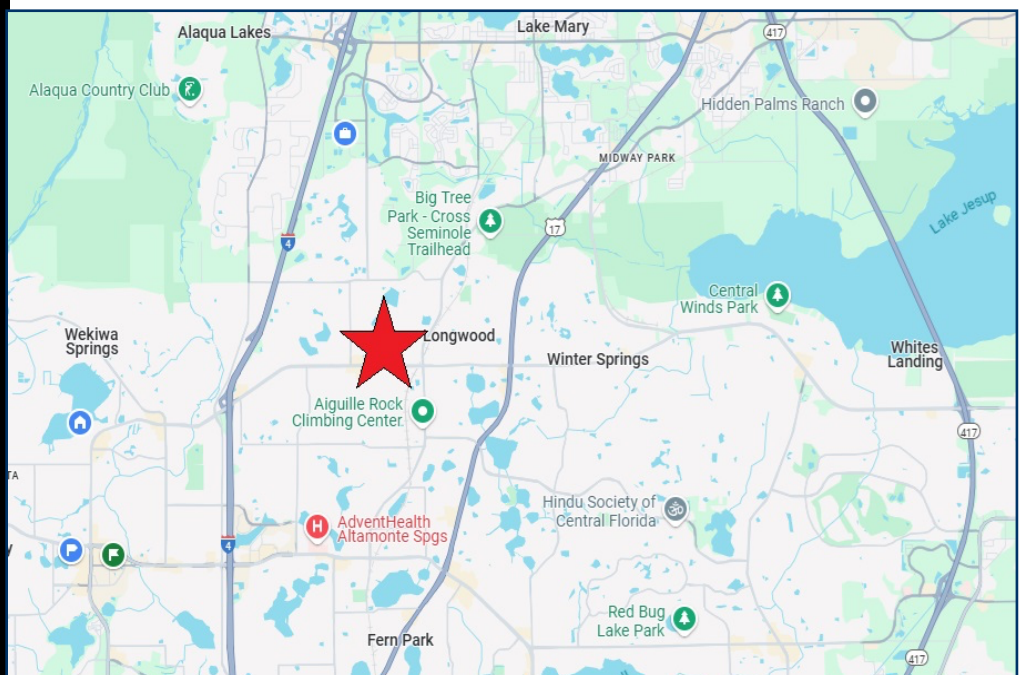 Alaqua Lakes
Lake Mary
417
Alaqua Country Club
Hidden Palms Ranch
MIDWAY PARK
Big Tree
Park - Cross
Seminole
Trailhead
Lake Jesup
17
4
Central
Winds Park
Wekiwa
Springs
Longwood
Winter Springs
Whites
Landing
Aiguille Rock
Climbing Center
417
TA
Hindu Society of
Central Florida
H
AdventHealth
Altamonte Spgs
4
y
Red Bug
Lake Park
Fern Park
417